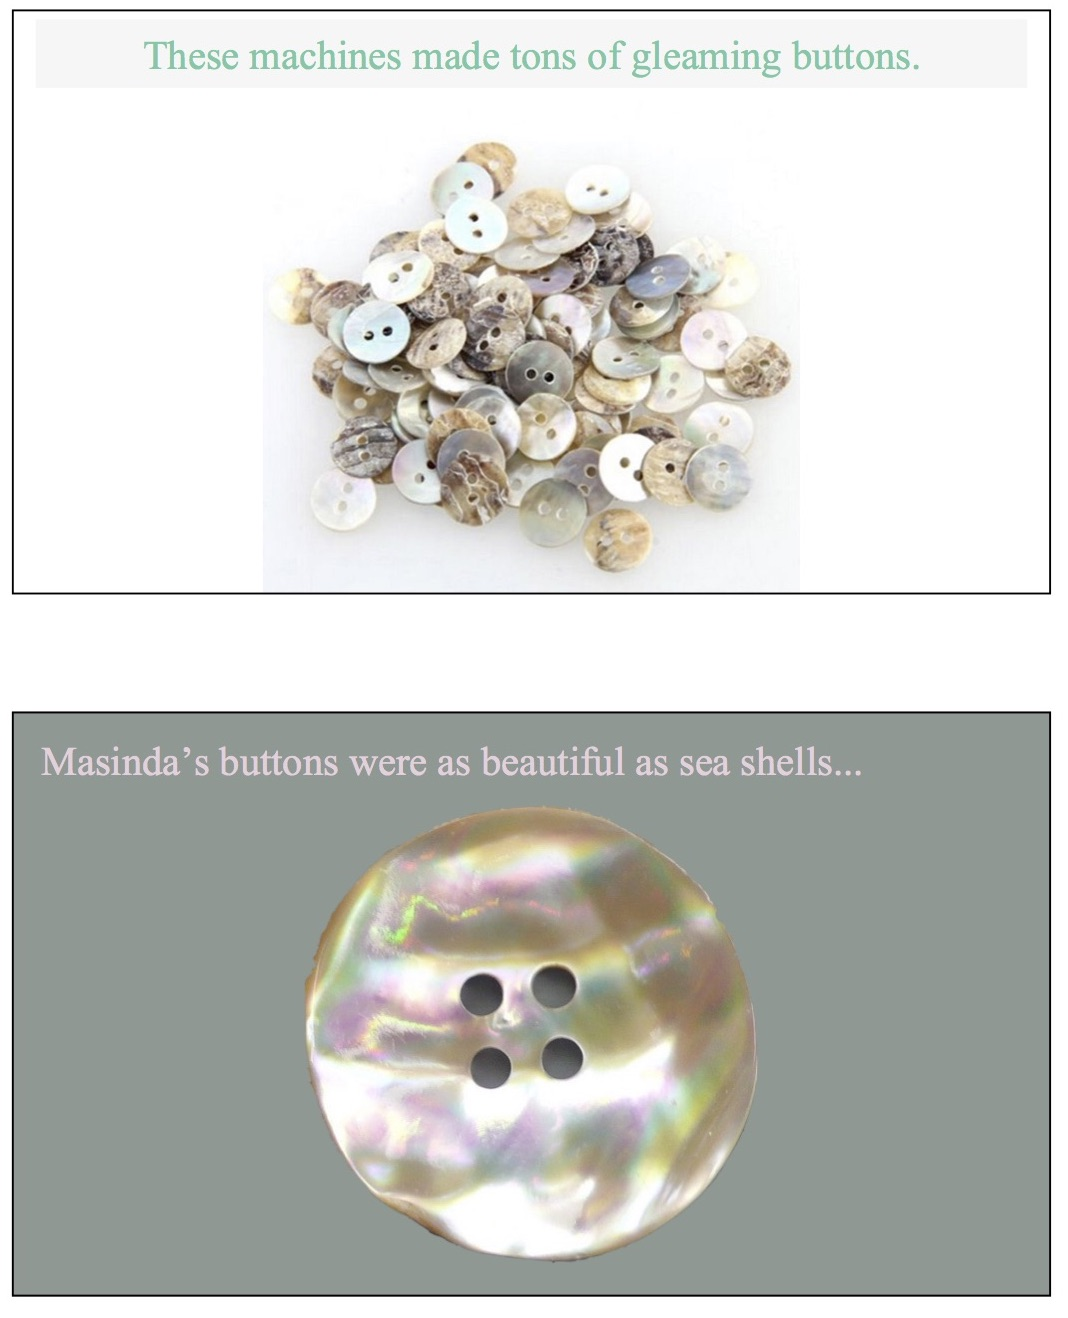 These machines made tons of gleaming buttons.
Masinda’s buttons were as beautiful as sea shells...